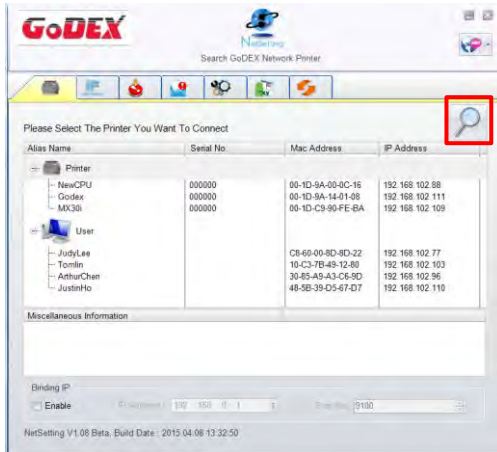 GoDEX
NetSetting
Search GoDEX Network Printer
Please Select The Printer You Want To Connect
Alias Name Serial No Mac Address IP Address
Printer
NewCPU 000000 00-1D-9A-00-0C-16 192.168.102.88
Godex 000000 00-1D-9A-14-01-08 192.168.102.111
MX30i 000000 00-1D-C9-90-FE-BA 192.168.102.109
User
JudyLee C8-60-00-8D-8D-22 192.168.102.77
Tomlin 10-C3-7B-49-12-80 192.168.102.103
ArthurChen 30-85-A9-A3-C6-9D 192.168.102.96
JustinHo 48-5B-39-D5-67-D7 192.168.102.110
Miscellaneous Information
Binding IP
Enable 192 168 0 1 9100
NetSetting V1.08 Beta, Build Date : 2015.04.08 13:32:50